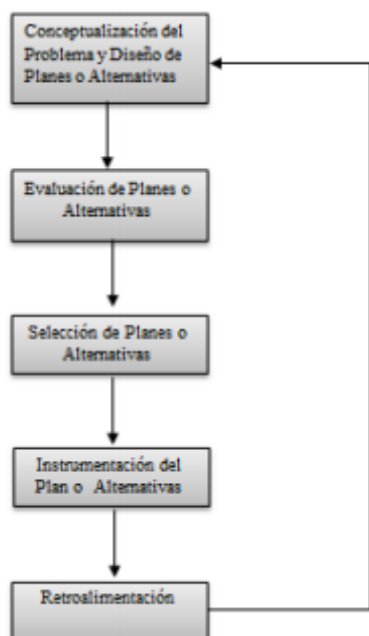 Conceptualización del
Problema y Diseño de
Planes o Alternativas
Evaluación de Planes o
Alternativas
Selección de Planes o
Alternativas
Instrumentación del
Plan o Alternativas
Retroalimentación